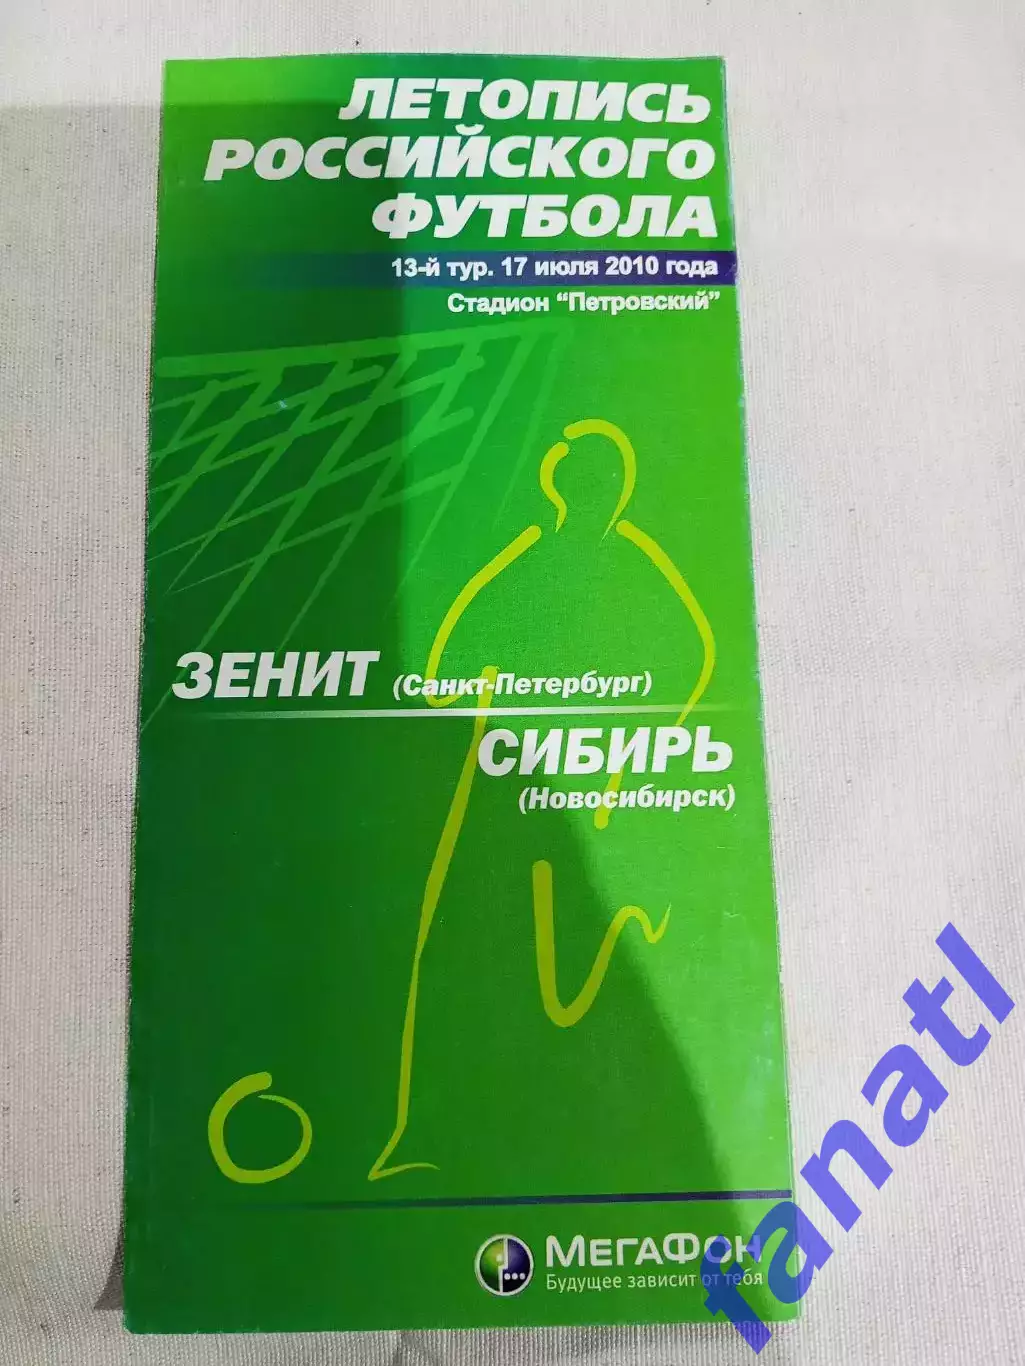 ЛЕТОПИСЬ
РОССИЙСКОГО
ФУТБОЛА
13-й тур. 17 июля 2010 года
Стадион “Петровский”
ЗЕНИТ (Санкт-Петербург)
СИБИРЬ
(Новосибирск)
МЕГАФОН
Будущее зависит от тебя
fanatl